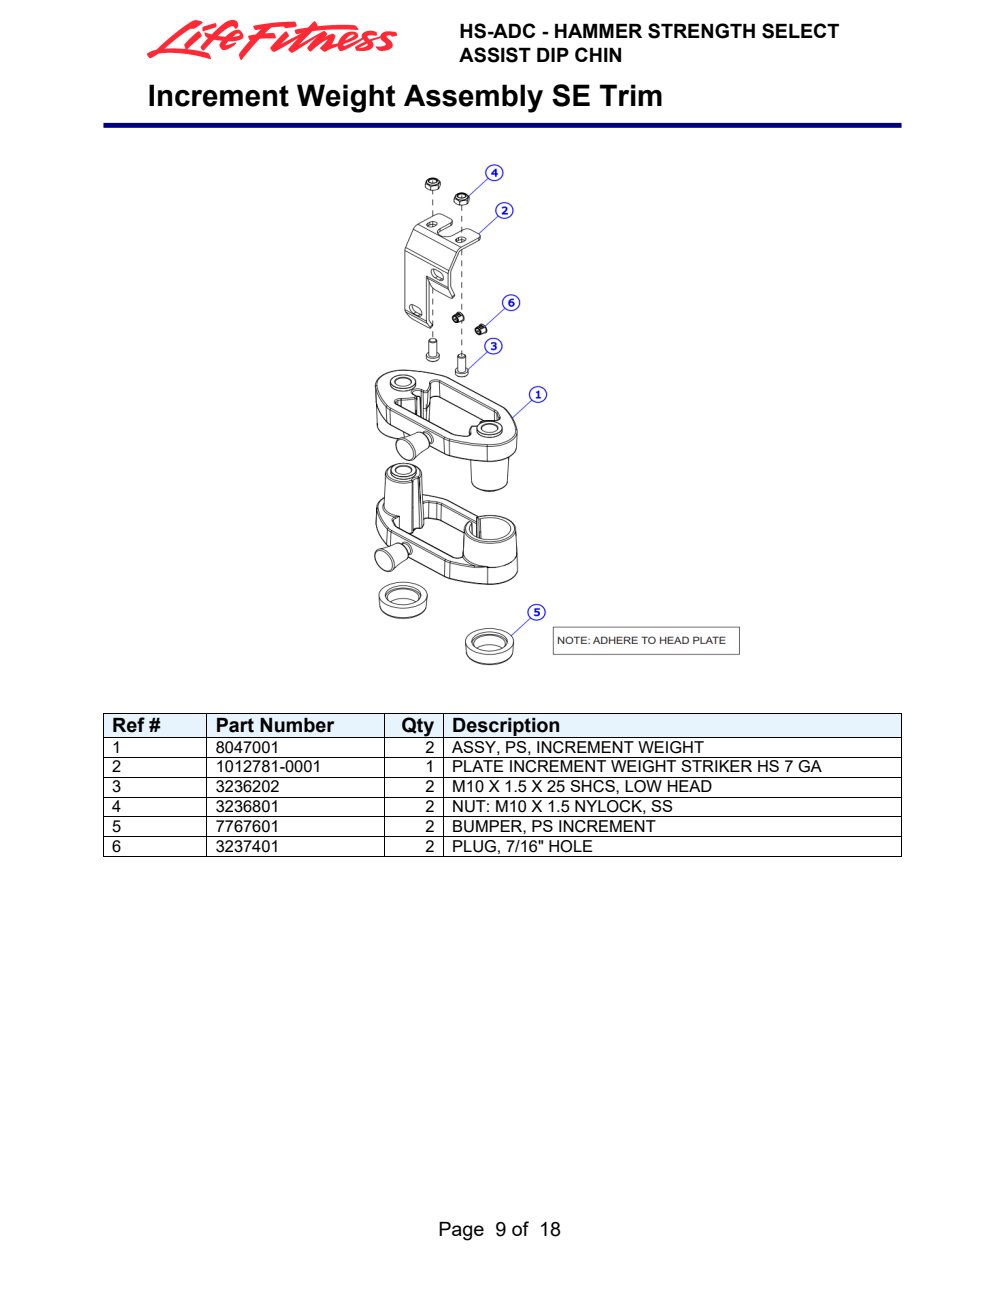 Life Fitness
HS-ADC - HAMMER STRENGTH SELECT
ASSIST DIP CHIN
Increment Weight Assembly SE Trim
4
2
6
3
1
5
NOTE: ADHERE TO HEAD PLATE
Ref # Part Number Qty Description
1 8047001 2 ASSY, PS, INCREMENT WEIGHT
2 1012781-0001 1 PLATE INCREMENT WEIGHT STRIKER HS 7 GA
3 3236202 2 M10 X 1.5 X 25 SHCS, LOW HEAD
4 3236801 2 NUT: M10 X 1.5 NYLOCK, SS
5 7767601 2 BUMPER, PS INCREMENT
6 3237401 2 PLUG, 7/16" HOLE
Page 9 of 18